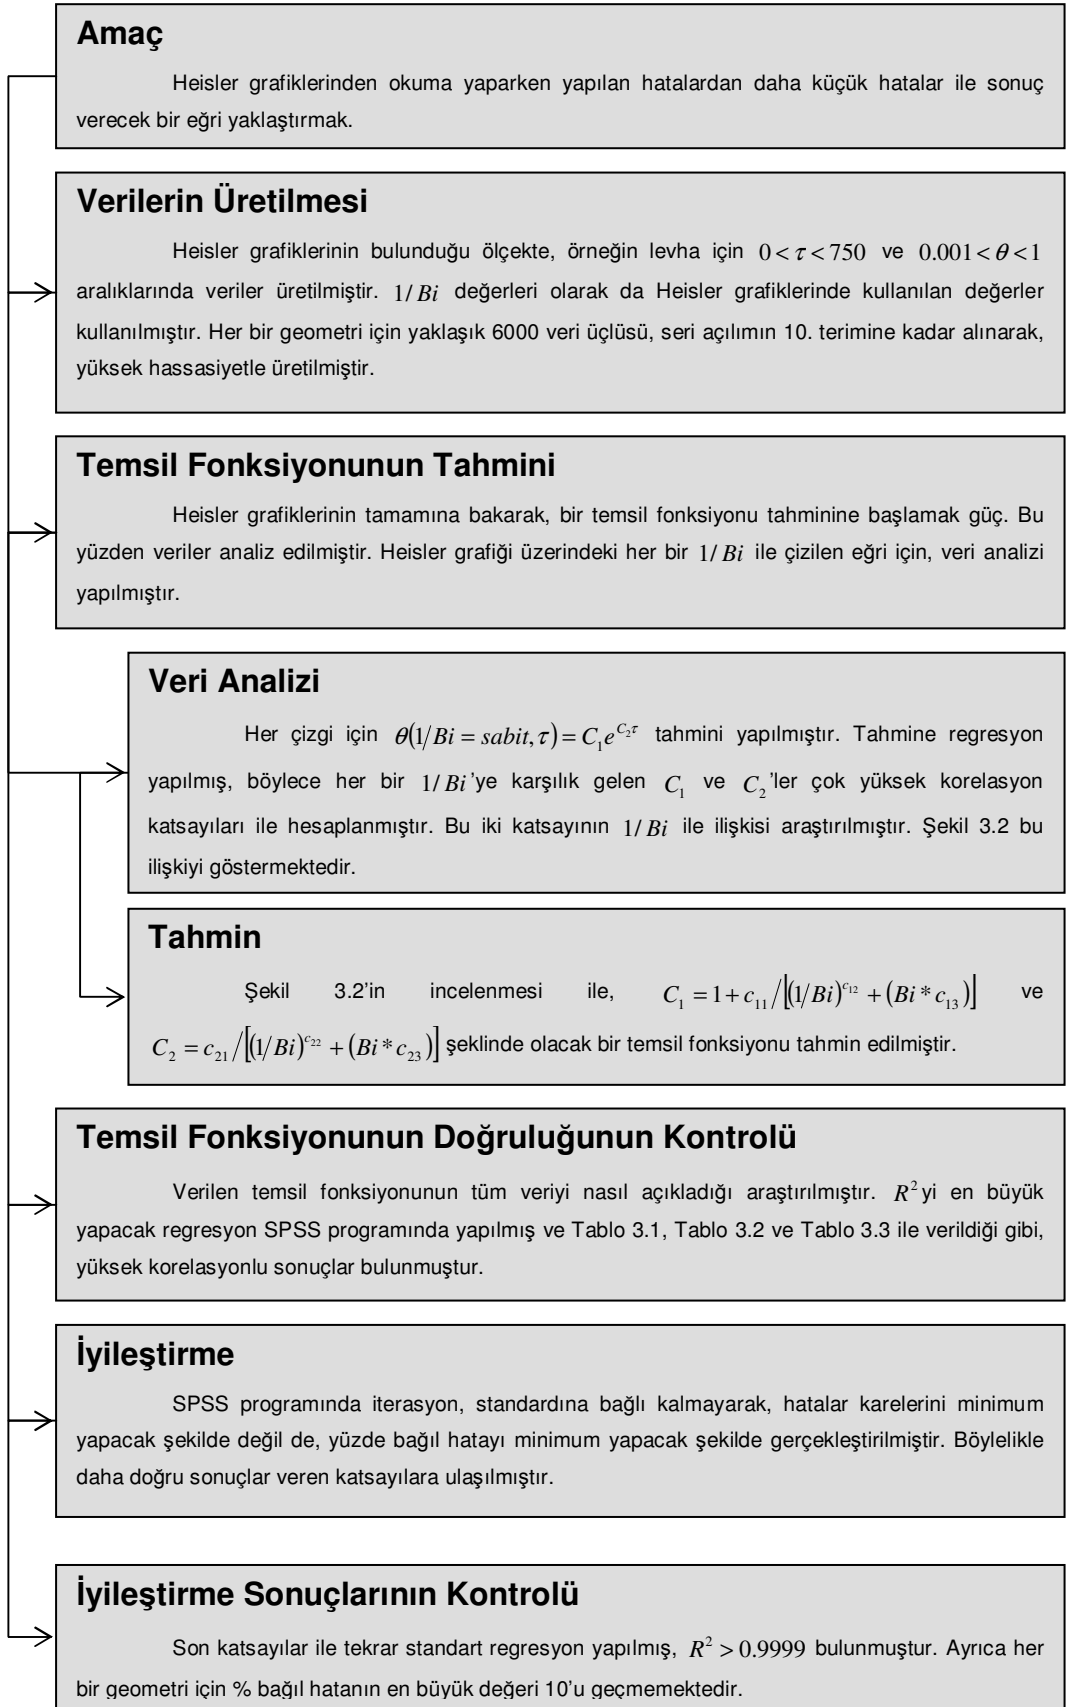 Amaç
Heisler grafiklerinden okuma yaparken yapılan hatalardan daha küçük hatalar ile sonuç
verecek bir eğri yaklaştırmak.
Verilerin Üretilmesi
Heisler grafiklerinin bulunduğu ölçekte, örneğin levha için 0 < τ < 750 ve 0.001 < θ < 1
aralıklarında veriler üretilmiştir. 1/Bi değerleri olarak da Heisler grafiklerinde kullanılan değerler
kullanılmıştır. Her bir geometri için yaklaşık 6000 veri üçlüsü, seri açılımın 10. terimine kadar alınarak,
yüksek hassasiyetle üretilmiştir.
Temsil Fonksiyonunun Tahmini
Heisler grafiklerinin tamamına bakarak, bir temsil fonksiyonu tahminine başlamak güç. Bu
yüzden veriler analiz edilmiştir. Heisler grafiği üzerindeki her bir 1/Bi ile çizilen eğri için, veri analizi
yapılmıştır.
Veri Analizi
Her çizgi için θ(1/Bi = sabit, τ) = C₁e^{C₂τ} tahmini yapılmıştır. Tahmine regresyon
yapılmış, böylece her bir 1/Bi'ye karşılık gelen C₁ ve C₂'ler çok yüksek korelasyon
katsayıları ile hesaplanmıştır. Bu iki katsayının 1/Bi ile ilişkisi araştırılmıştır. Şekil 3.2 bu
ilişkiyi göstermektedir.
Tahmin
Şekil 3.2'in incelenmesi ile, C₁ = 1 + c₁₁/[(1/Bi)^{c₁₂} + (Bi * c₁₃)] ve
C₂ = c₂₁/[(1/Bi)^{c₂₂} + (Bi * c₂₃)] şeklinde olacak bir temsil fonksiyonu tahmin edilmiştir.
Temsil Fonksiyonunun Doğruluğunun Kontrolü
Verilen temsil fonksiyonunun tüm veriyi nasıl açıkladığı araştırılmıştır. R² yi en büyük
yapacak regresyon SPSS programında yapılmış ve Tablo 3.1, Tablo 3.2 ve Tablo 3.3 ile verildiği gibi,
yüksek korelasyonlu sonuçlar bulunmuştur.
İyileştirme
SPSS programında iterasyon, standardına bağlı kalmayarak, hatalar karelerini minimum
yapacak şekilde değil de, yüzde bağıl hatayı minimum yapacak şekilde gerçekleştirilmiştir. Böylelikle
daha doğru sonuçlar veren katsayılara ulaşılmıştır.
İyileştirme Sonuçlarının Kontrolü
Son katsayılar ile tekrar standart regresyon yapılmış, R² > 0.9999 bulunmuştur. Ayrıca her
bir geometri için % bağıl hatanın en büyük değeri 10'u geçmemektedir.